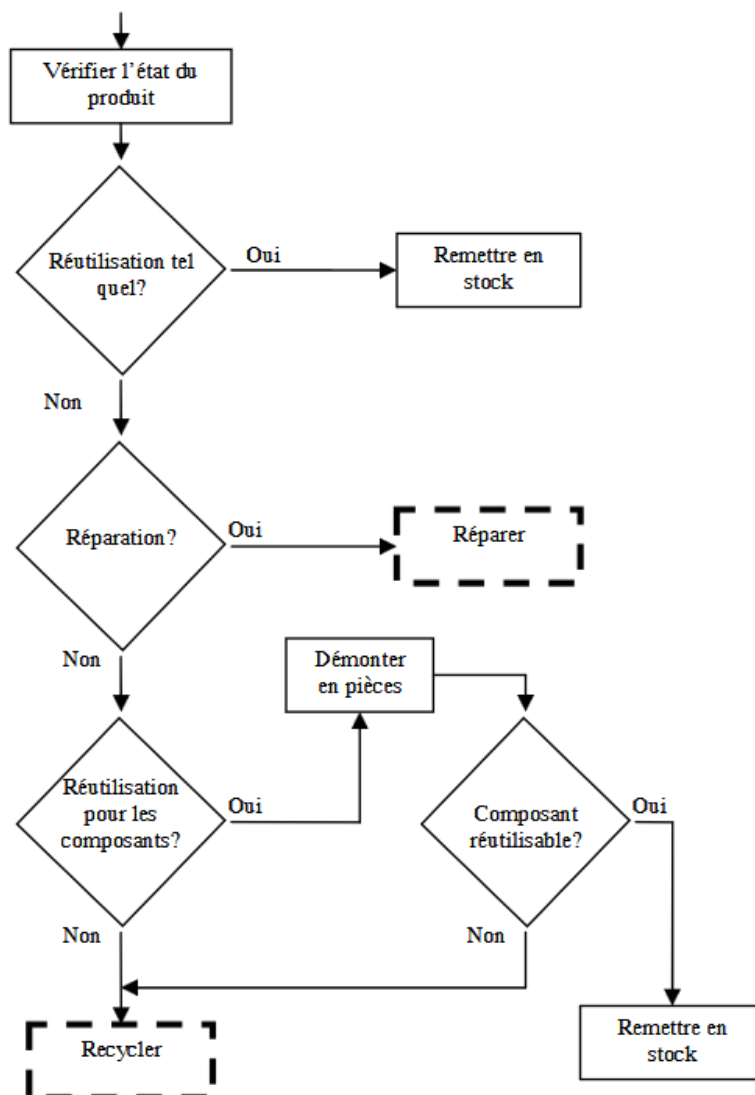 Vérifier l'état du
produit
Réutilisation tel
quel?
Oui
Remettre en
stock
Non
Réparation?
Oui
Réparer
Non
Démonter
en pièces
Réutilisation
pour les
composants?
Oui
Composant
réutilisable?
Oui
Non
Non
Recycler
Remettre en
stock